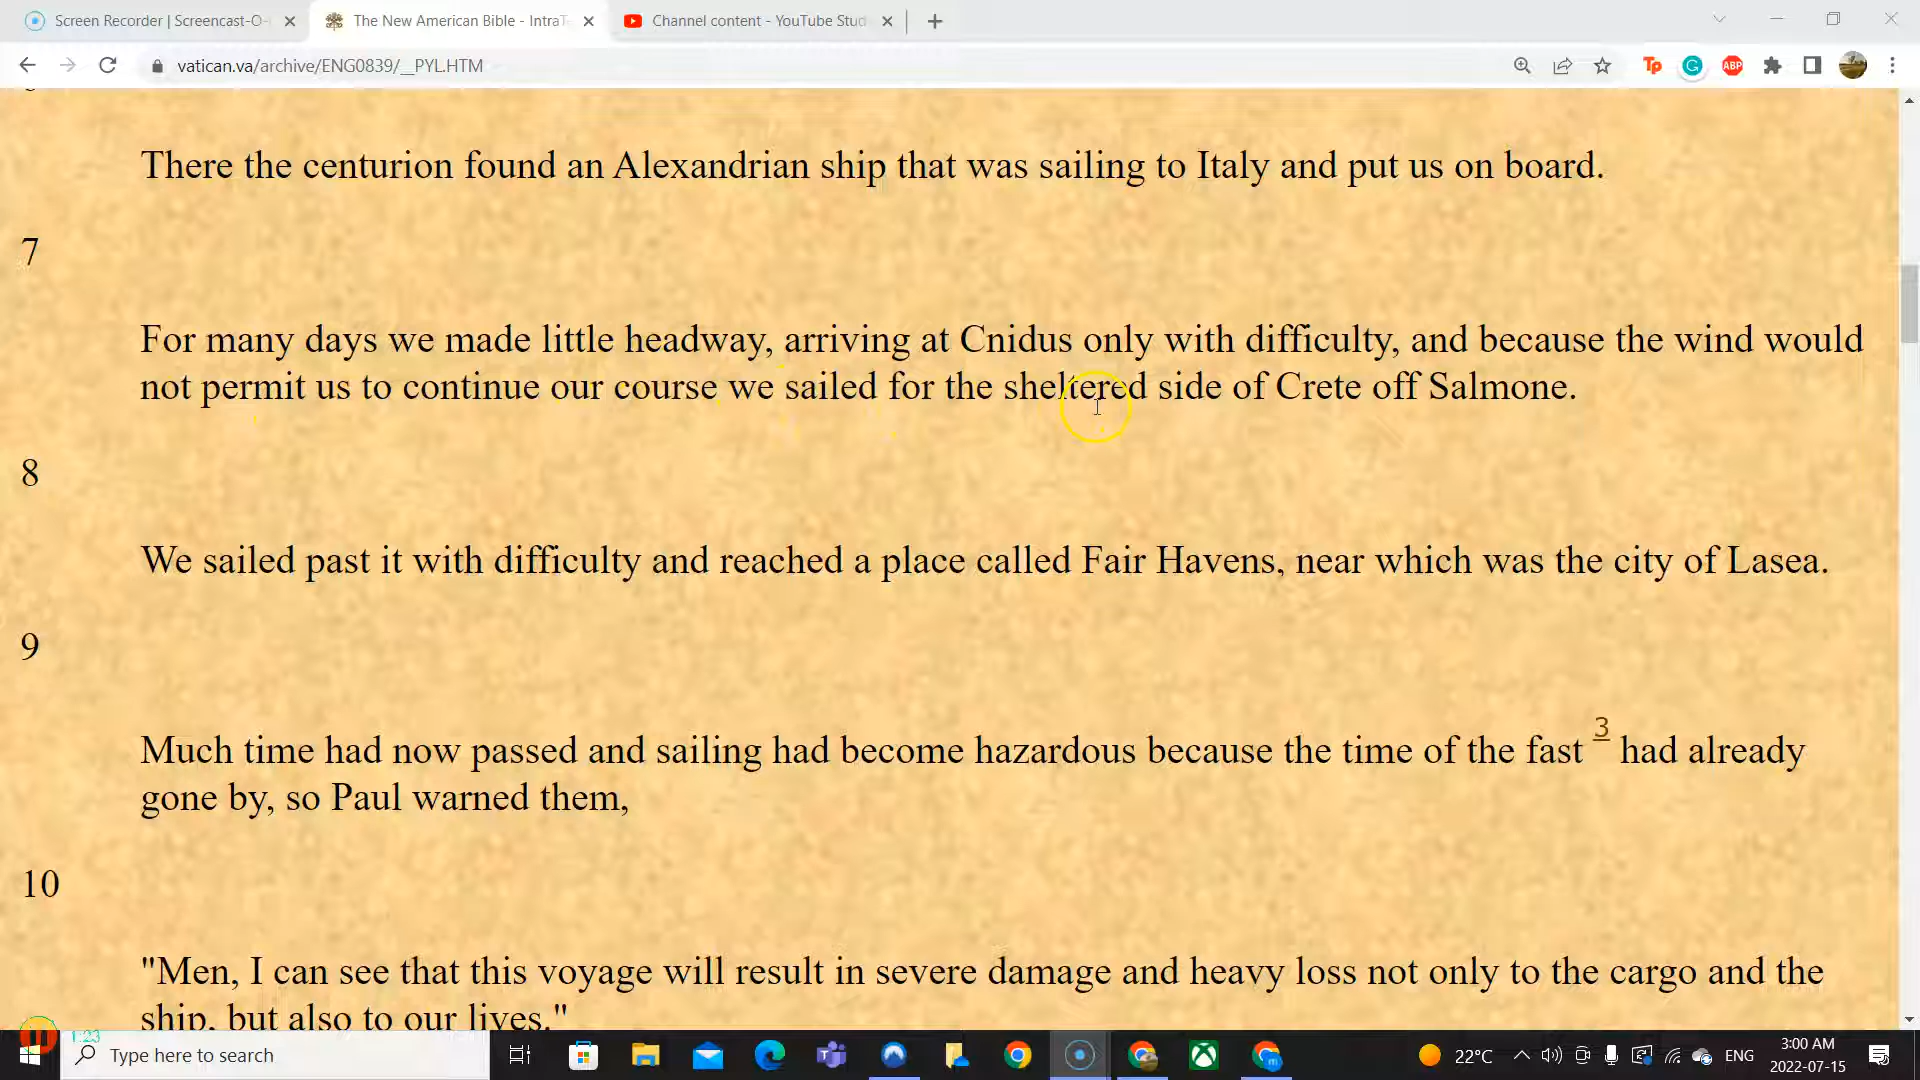 Screen Recorder | Screencast-O-
The New American Bible - IntraT
Channel content - YouTube Stud
vatican.va/archive/ENG0839/__PYL.HTM
There the centurion found an Alexandrian ship that was sailing to Italy and put us on board.
7
For many days we made little headway, arriving at Cnidus only with difficulty, and because the wind would
not permit us to continue our course we sailed for the sheltered side of Crete off Salmone.
8
We sailed past it with difficulty and reached a place called Fair Havens, near which was the city of Lasea.
9
Much time had now passed and sailing had become hazardous because the time of the fast 3 had already
gone by, so Paul warned them,
10
"Men, I can see that this voyage will result in severe damage and heavy loss not only to the cargo and the
ship, but also to our lives."
1:23
Type here to search
22°C
ENG
3:00 AM
2022-07-15